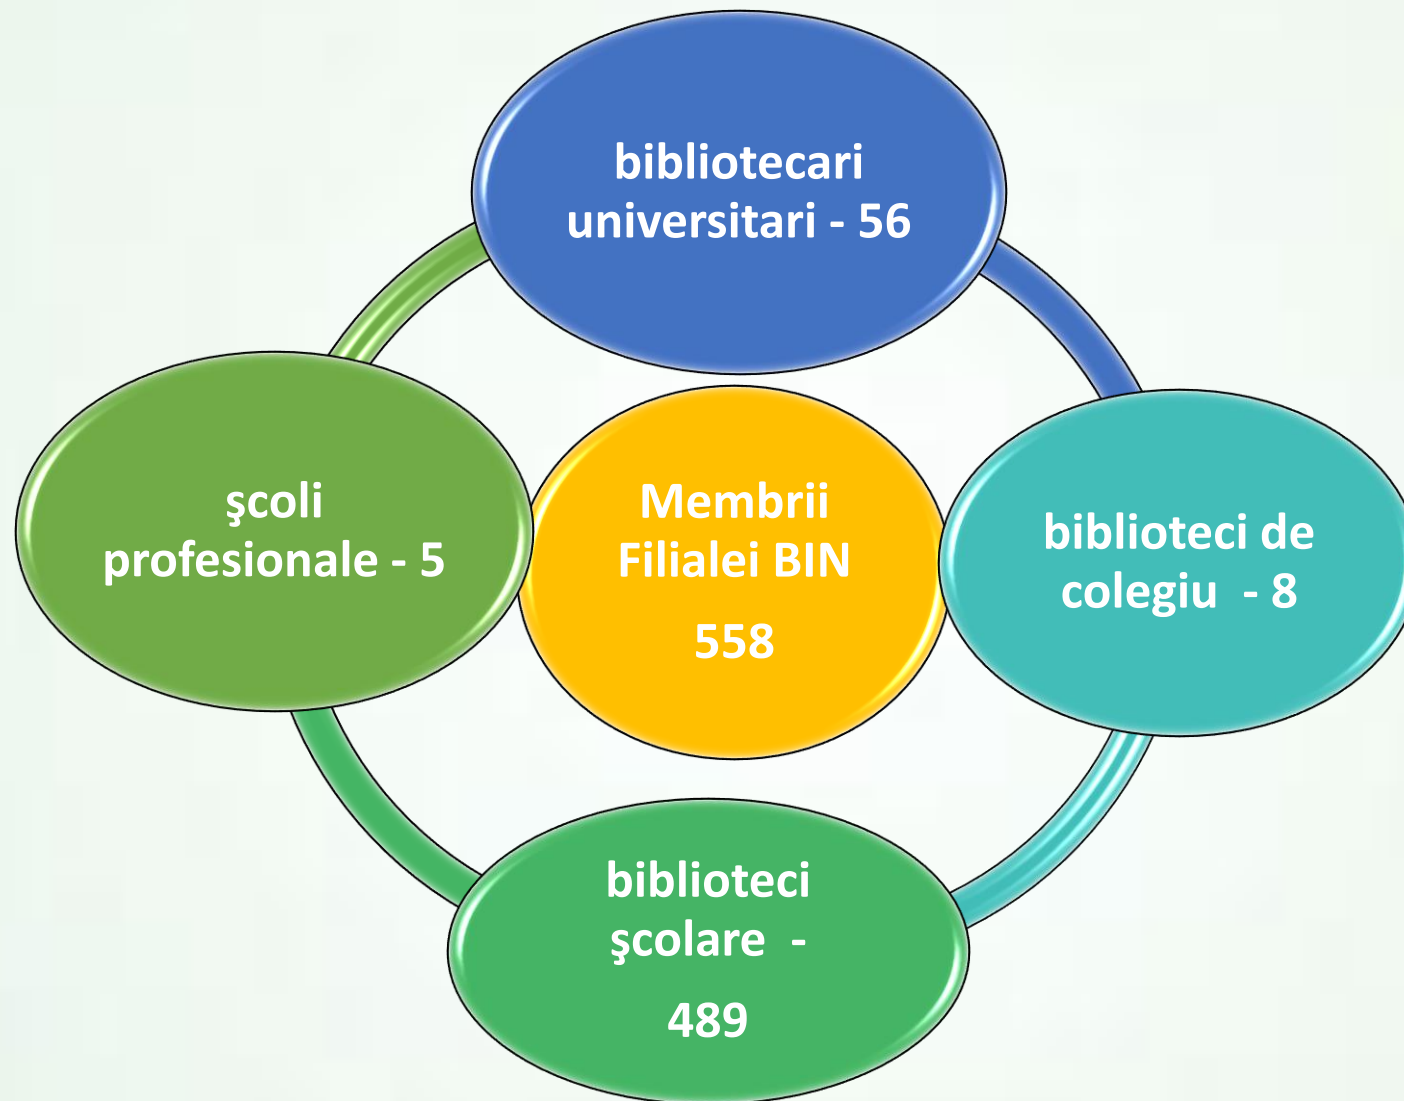 bibliotecari
universitari - 56
şcoli
profesionale - 5
Membrii
Filialei BIN
558
biblioteci de
colegiu - 8
biblioteci
şcolare -
489